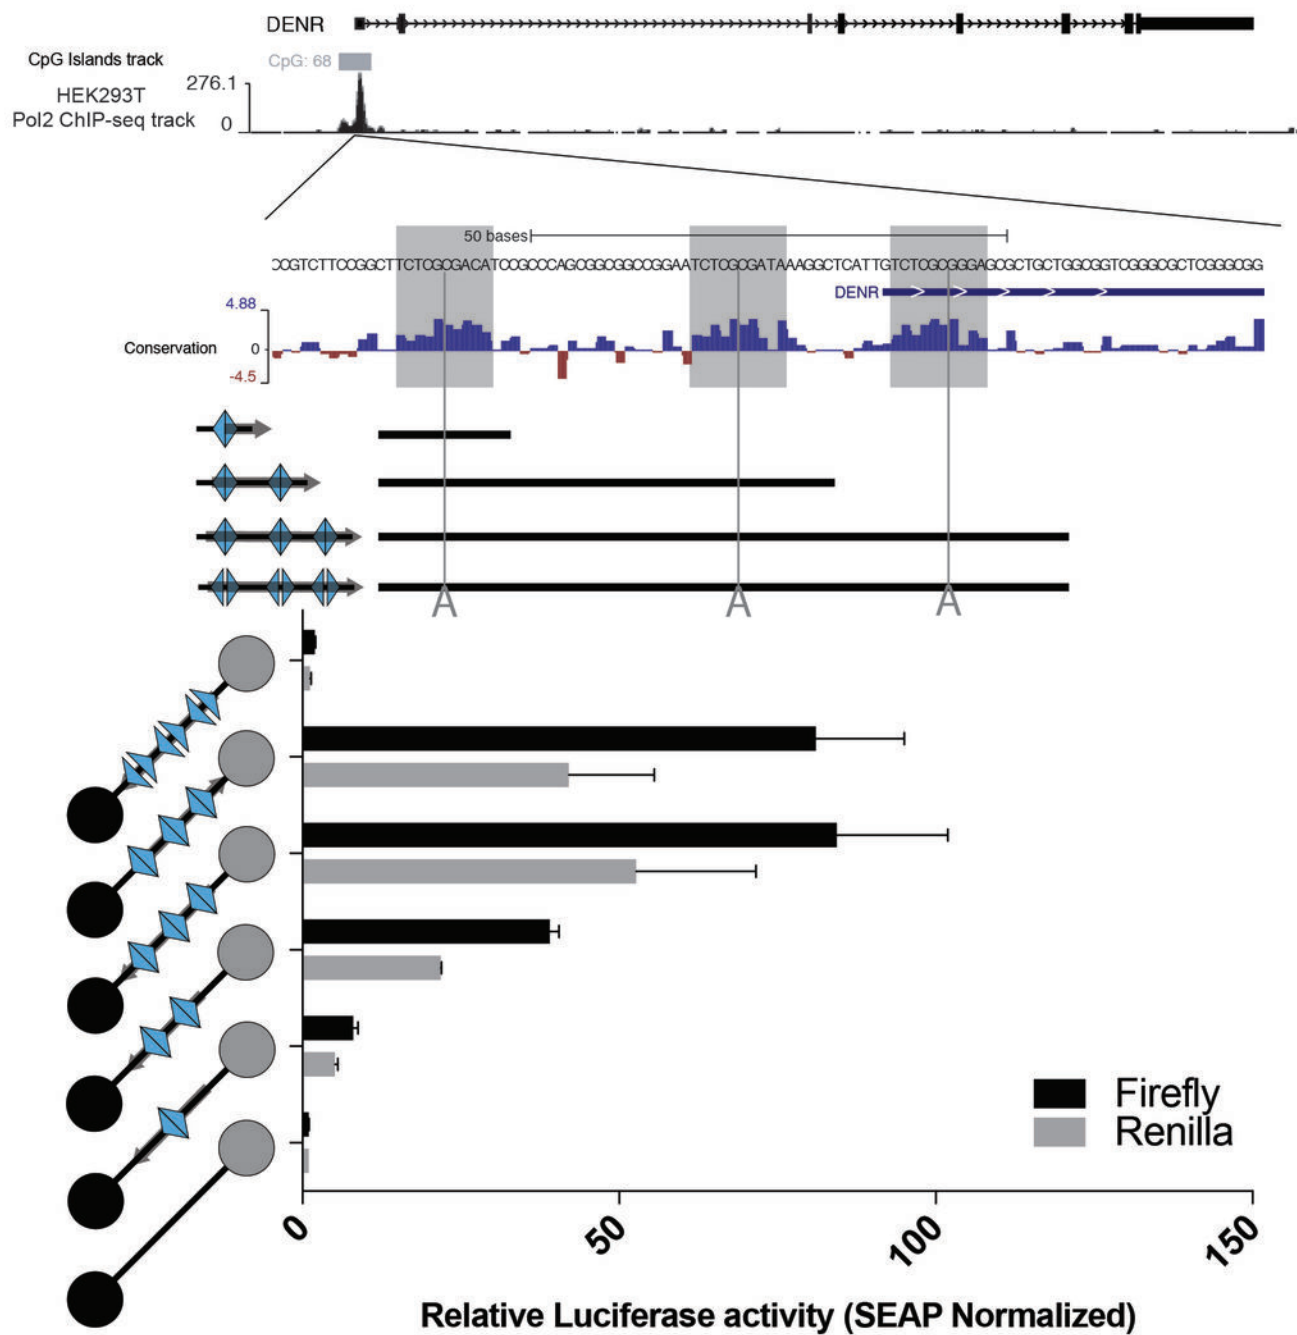 DENR
CpG Islands track
CpG: 68
HEK293T
Pol2 ChIP-seq track
276.1
0
50 bases
CCGTCTTCCGGCTTCTCGCGACATCCGCCCAGCGGCGGCCGGAATCTCGCGATAAAGGCTCATTGTCTCGCGGGAGCGCTGCTGGCGGTCGGGCGCTCGGGCGG
DENR
4.88
Conservation
0
-4.5
A A A
Firefly
Renilla
0 50 100 150
Relative Luciferase activity (SEAP Normalized)